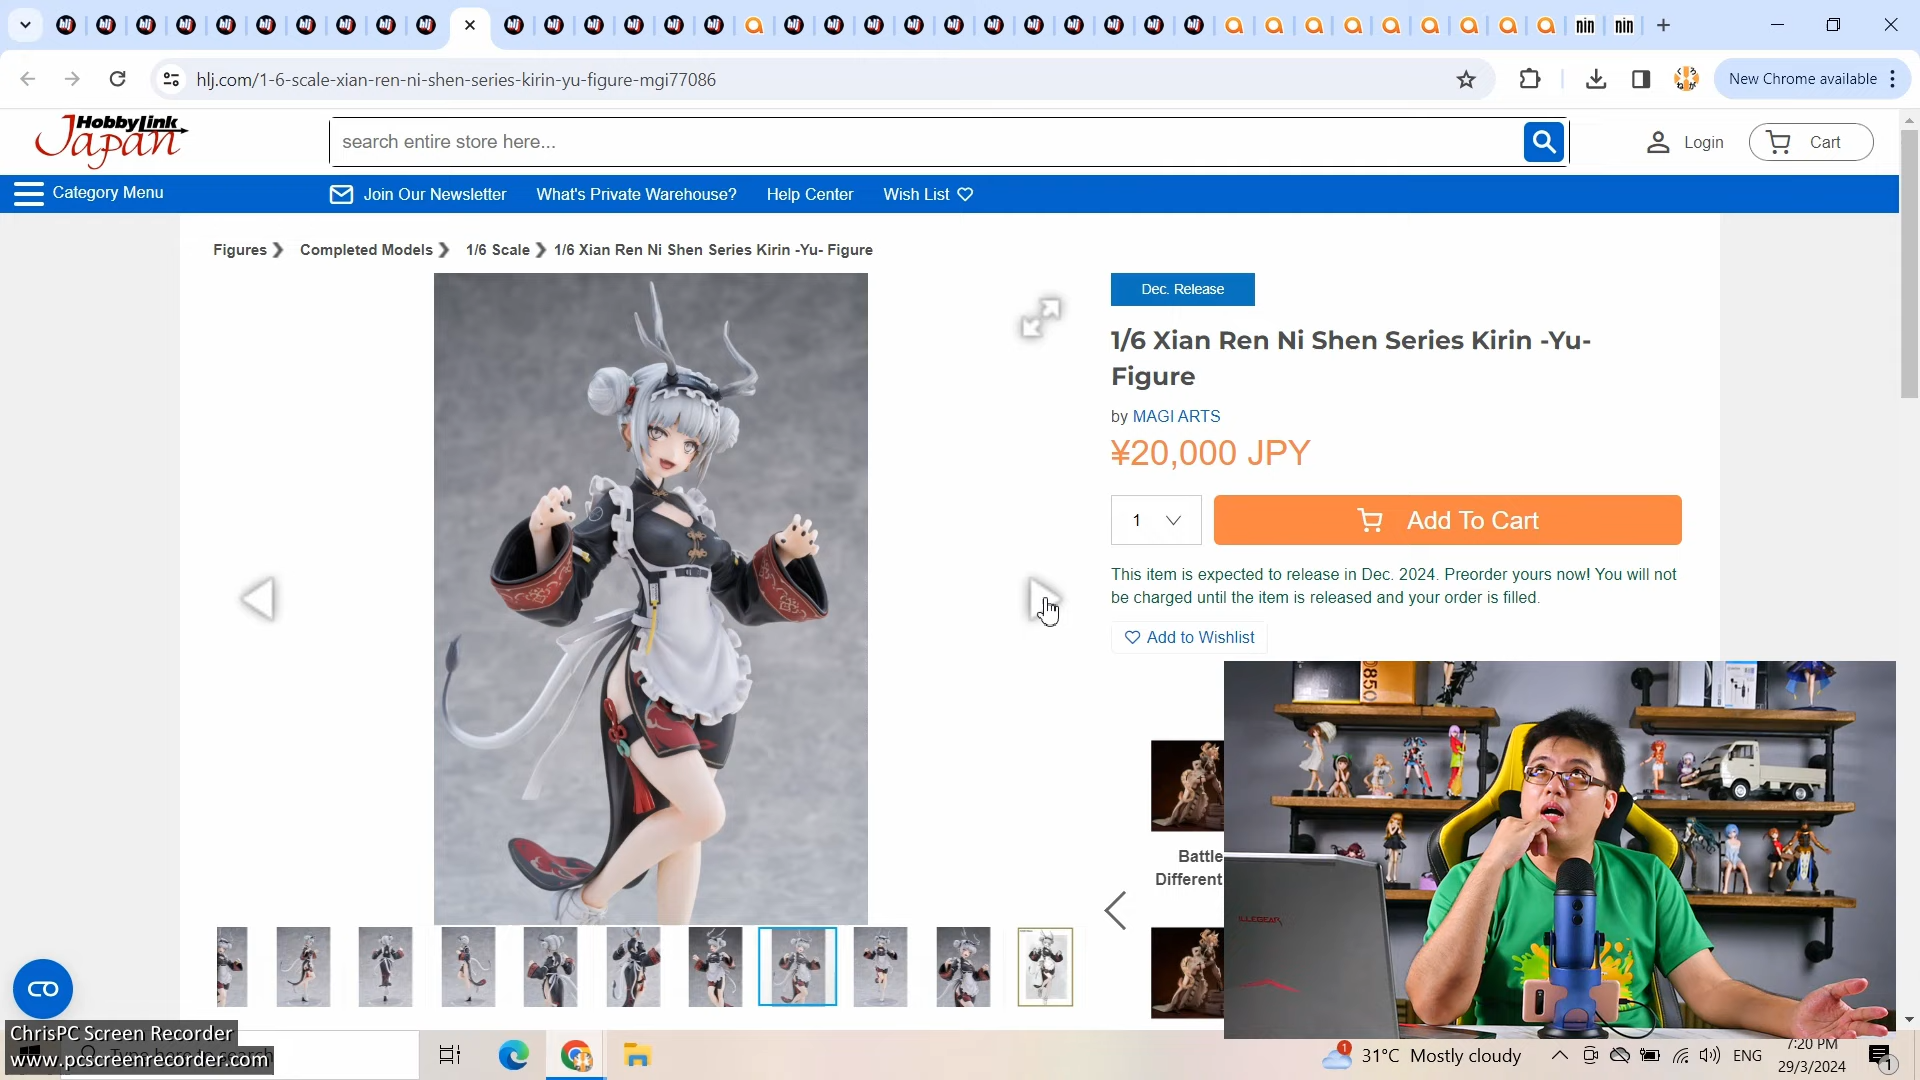 hlj.com/1-6-scale-xian-ren-ni-shen-series-kirin-yu-figure-mgi77086
New Chrome available
HobbyLink
Japan
search entire store here...
Login
Cart
Category Menu
Join Our Newsletter
What's Private Warehouse?
Help Center
Wish List
Figures
Completed Models
1/6 Scale
1/6 Xian Ren Ni Shen Series Kirin -Yu- Figure
Dec. Release
1/6 Xian Ren Ni Shen Series Kirin -Yu-
Figure
by MAGI ARTS
¥20,000 JPY
1
Add To Cart
This item is expected to release in Dec. 2024. Preorder yours now! You will not
be charged until the item is released and your order is filled.
Add to Wishlist
Battle
Different
ChrisPC Screen Recorder
www.pcscreenrecorder.com
31°C Mostly cloudy
ENG
7:20 PM
29/3/2024
1